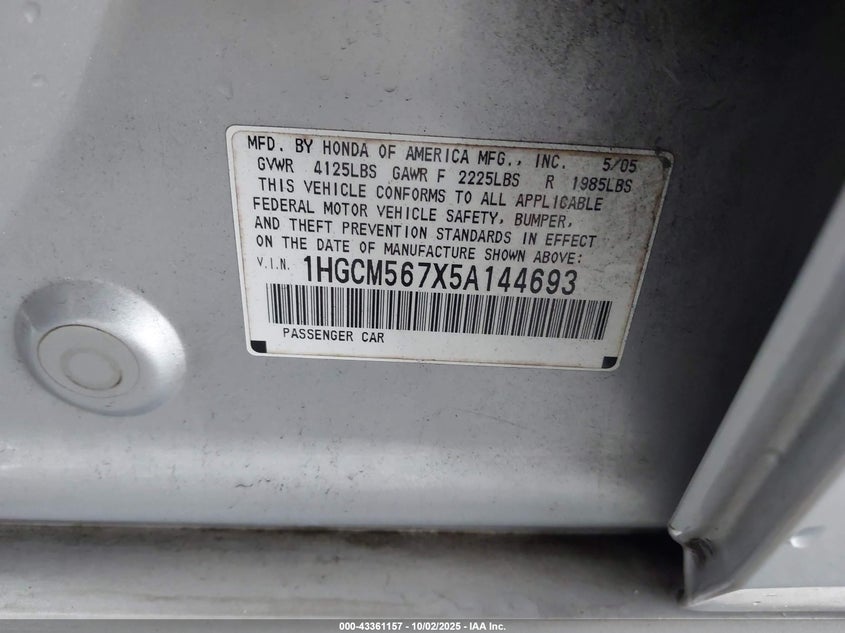 MFD. BY HONDA OF AMERICA MFG., INC. 5/05
GVWR 4125LBS GAWR F 2225LBS R 1985LBS
THIS VEHICLE CONFORMS TO ALL APPLICABLE
FEDERAL MOTOR VEHICLE SAFETY, BUMPER,
AND THEFT PREVENTION STANDARDS IN EFFECT
ON THE DATE OF MANUFACTURE SHOWN ABOVE:
V.I.N. 1HGCM567X5A144693
PASSENGER CAR
000-43361157 - 10/02/2025 - IAA Inc.